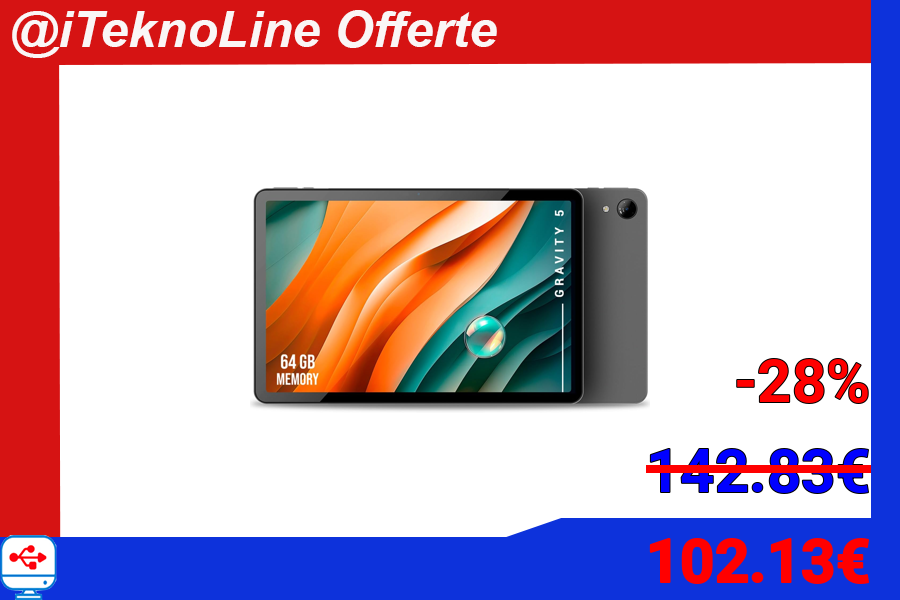 @iTeknoLine Offerte
GRAVITY 5
64 GB
MEMORY
-28%
142.83€
102.13€